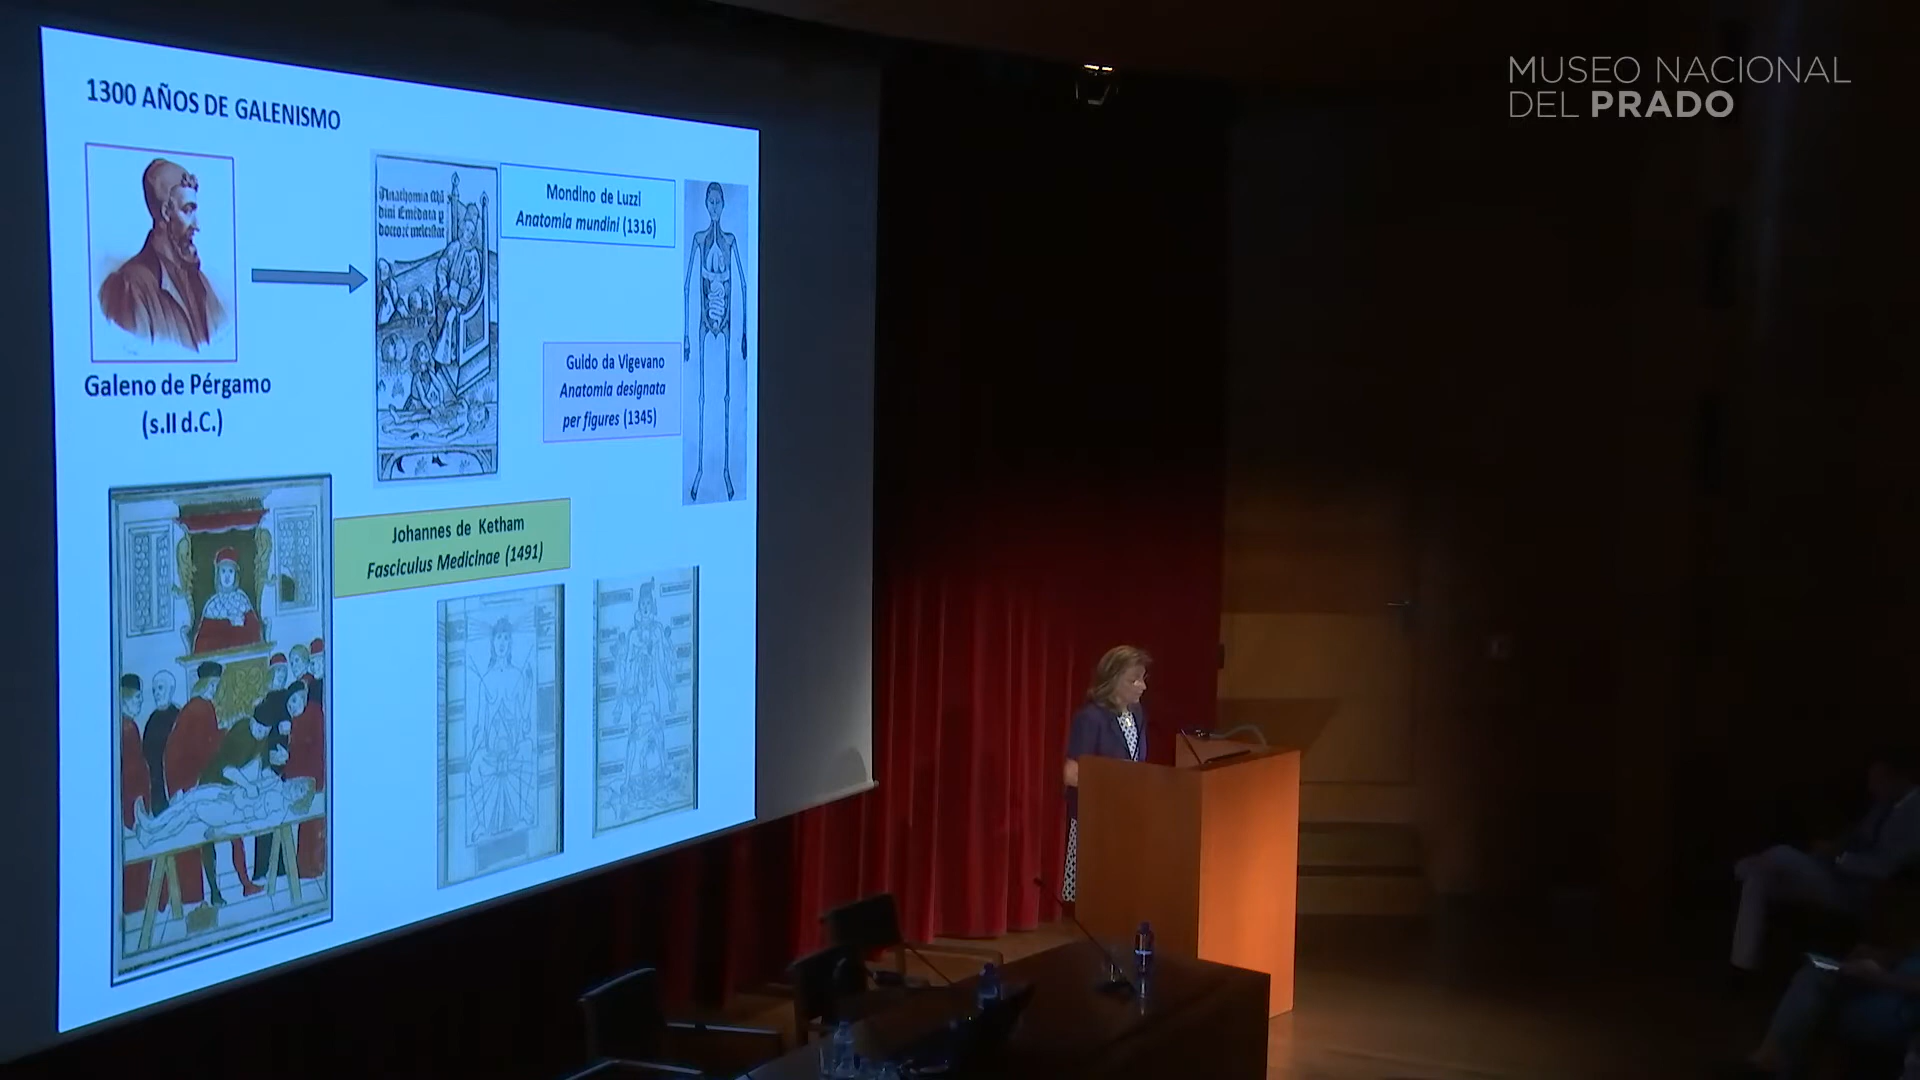 MUSEO NACIONAL
DEL PRADO
1300 AÑOS DE GALENISMO
Galeno de Pérgamo
(s.II d.C.)
Mondino de Luzzi
Anatomia mundini (1316)
Guido da Vigevano
Anatomia designata
per figures (1345)
Johannes de Ketham
Fasciculus Medicinae (1491)